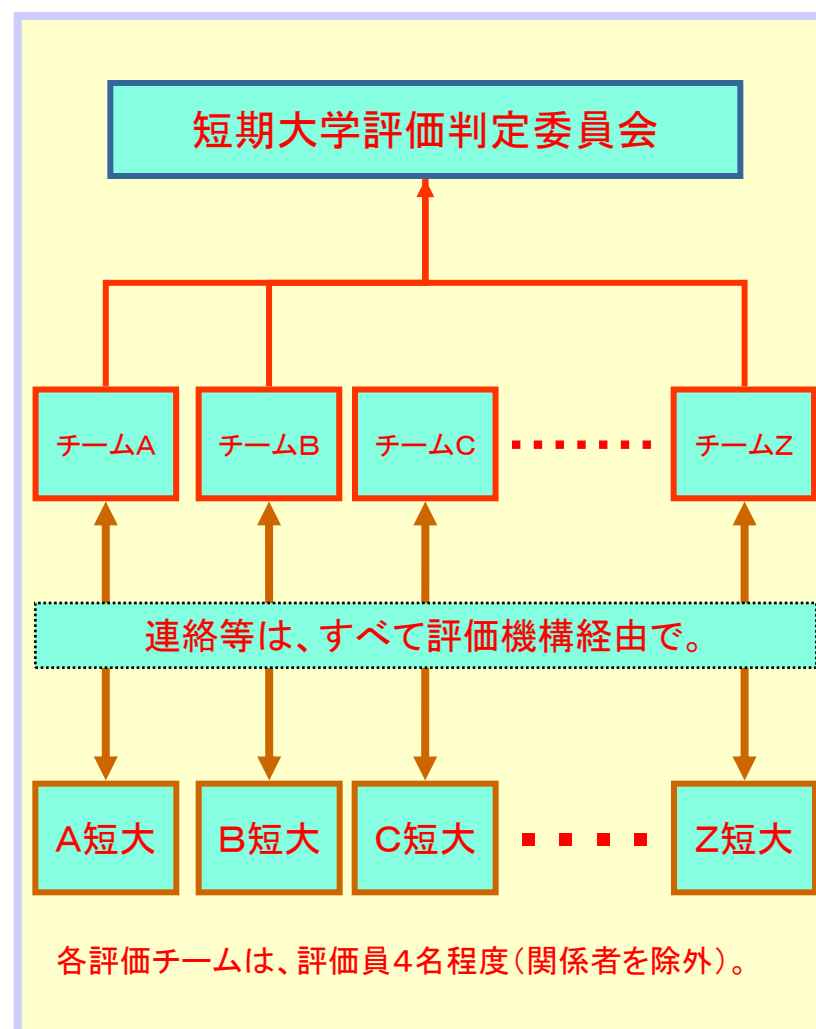 短期大学評価判定委員会
チームA
チームB
チームC
チームZ
連絡等は、すべて評価機構経由で。
A短大
B短大
C短大
Z短大
各評価チームは、評価員4名程度(関係者を除外)。